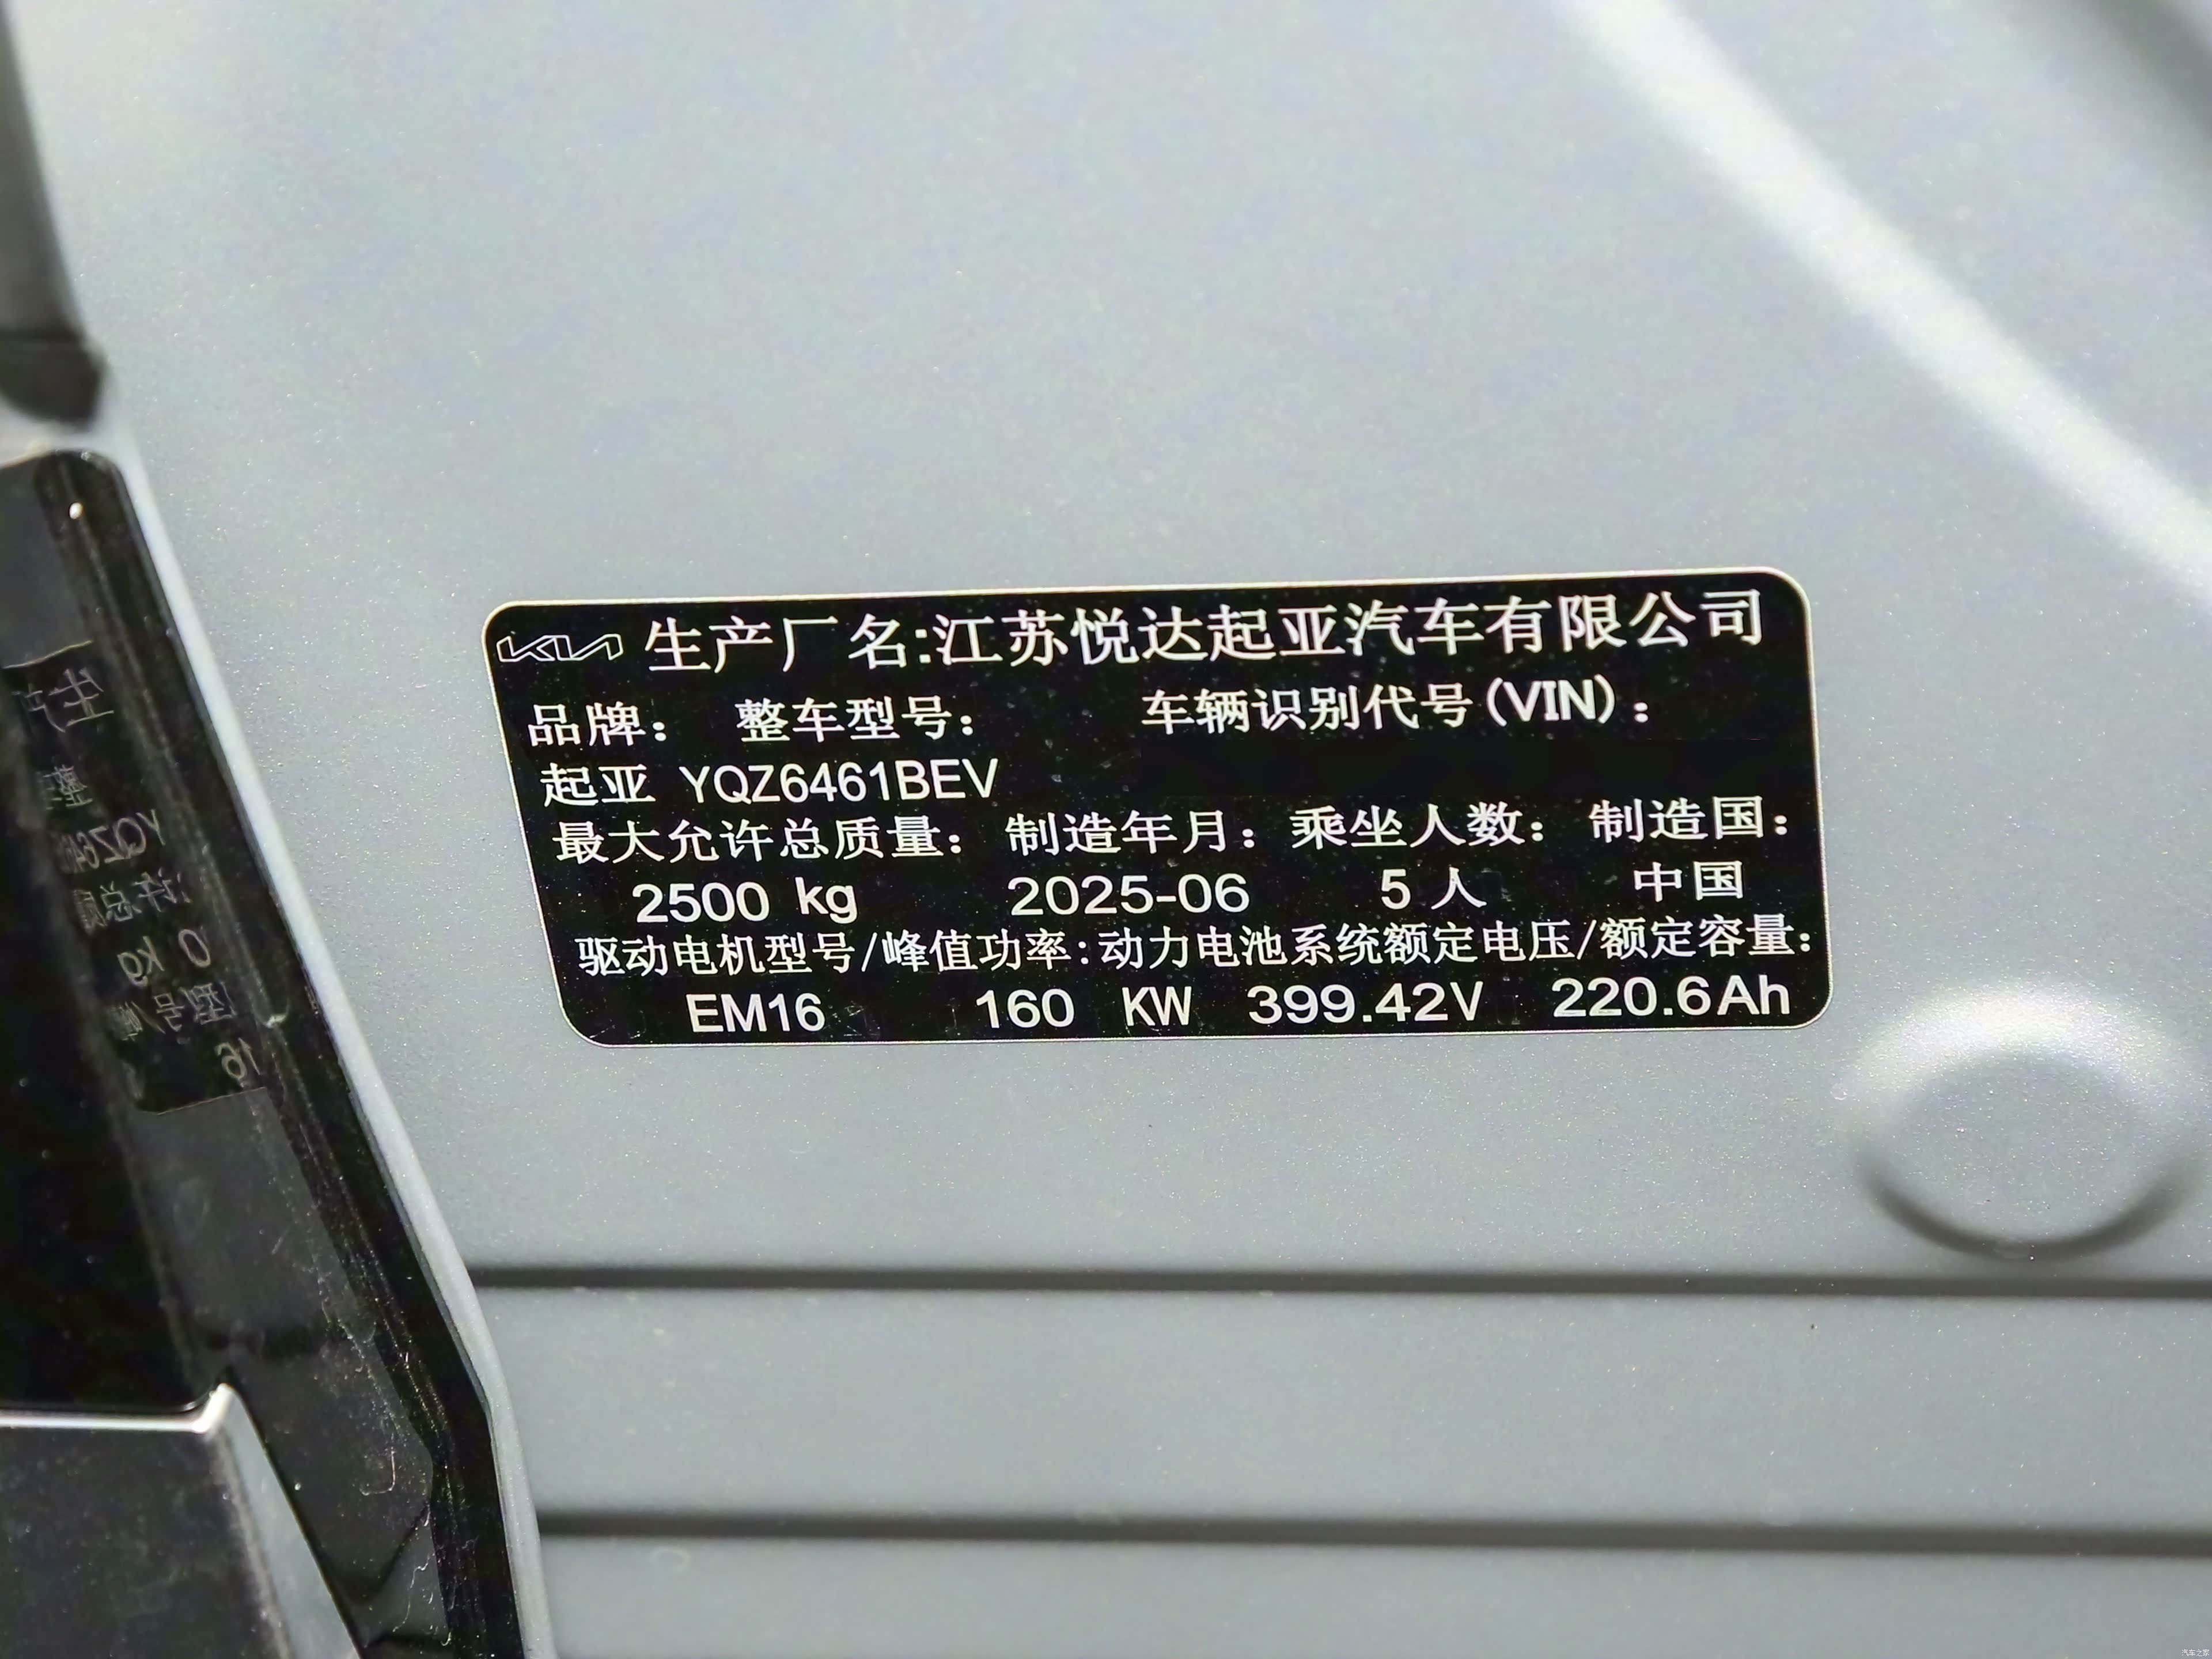 KIA 生产厂名:江苏悦达起亚汽车有限公司
品牌： 整车型号： 车辆识别代号(VIN)：
起亚 YQZ6461BEV
最大允许总质量： 制造年月： 乘坐人数： 制造国：
2500 kg 2025-06 5 人 中国
驱动电机型号/峰值功率:动力电池系统额定电压/额定容量:
EM16 160 KW 399.42V 220.6Ah
汽车之家